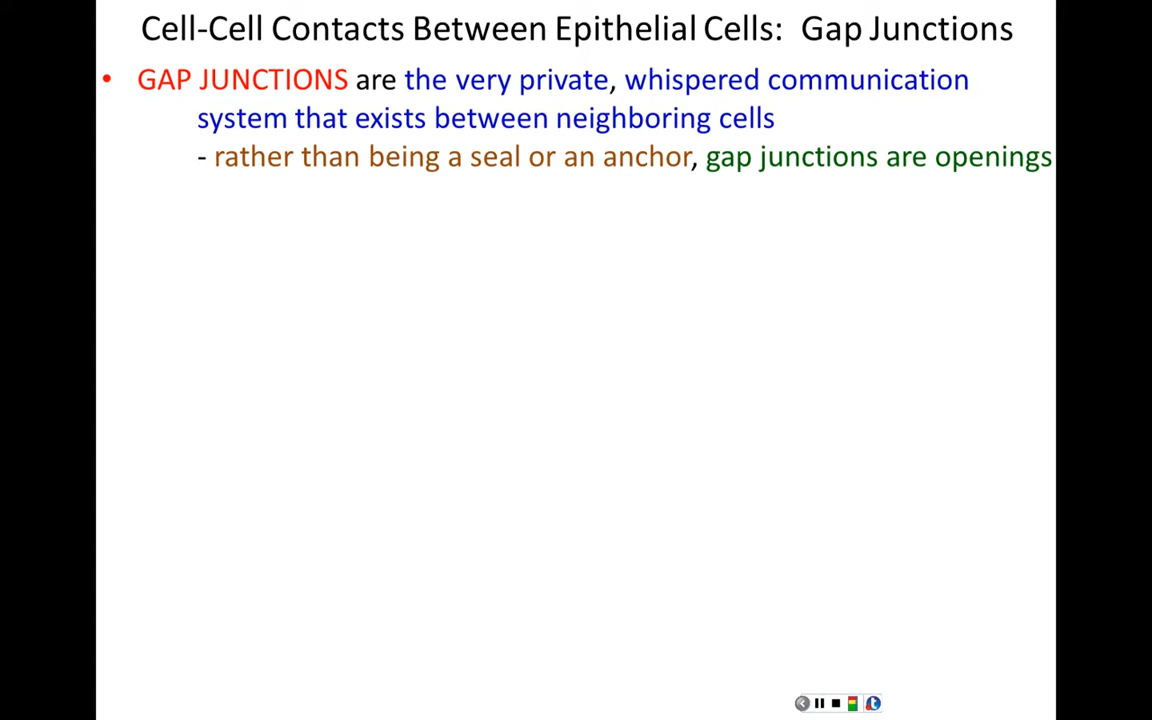 Cell-Cell Contacts Between Epithelial Cells: Gap Junctions
• GAP JUNCTIONS are the very private, whispered communication
system that exists between neighboring cells
- rather than being a seal or an anchor, gap junctions are openings